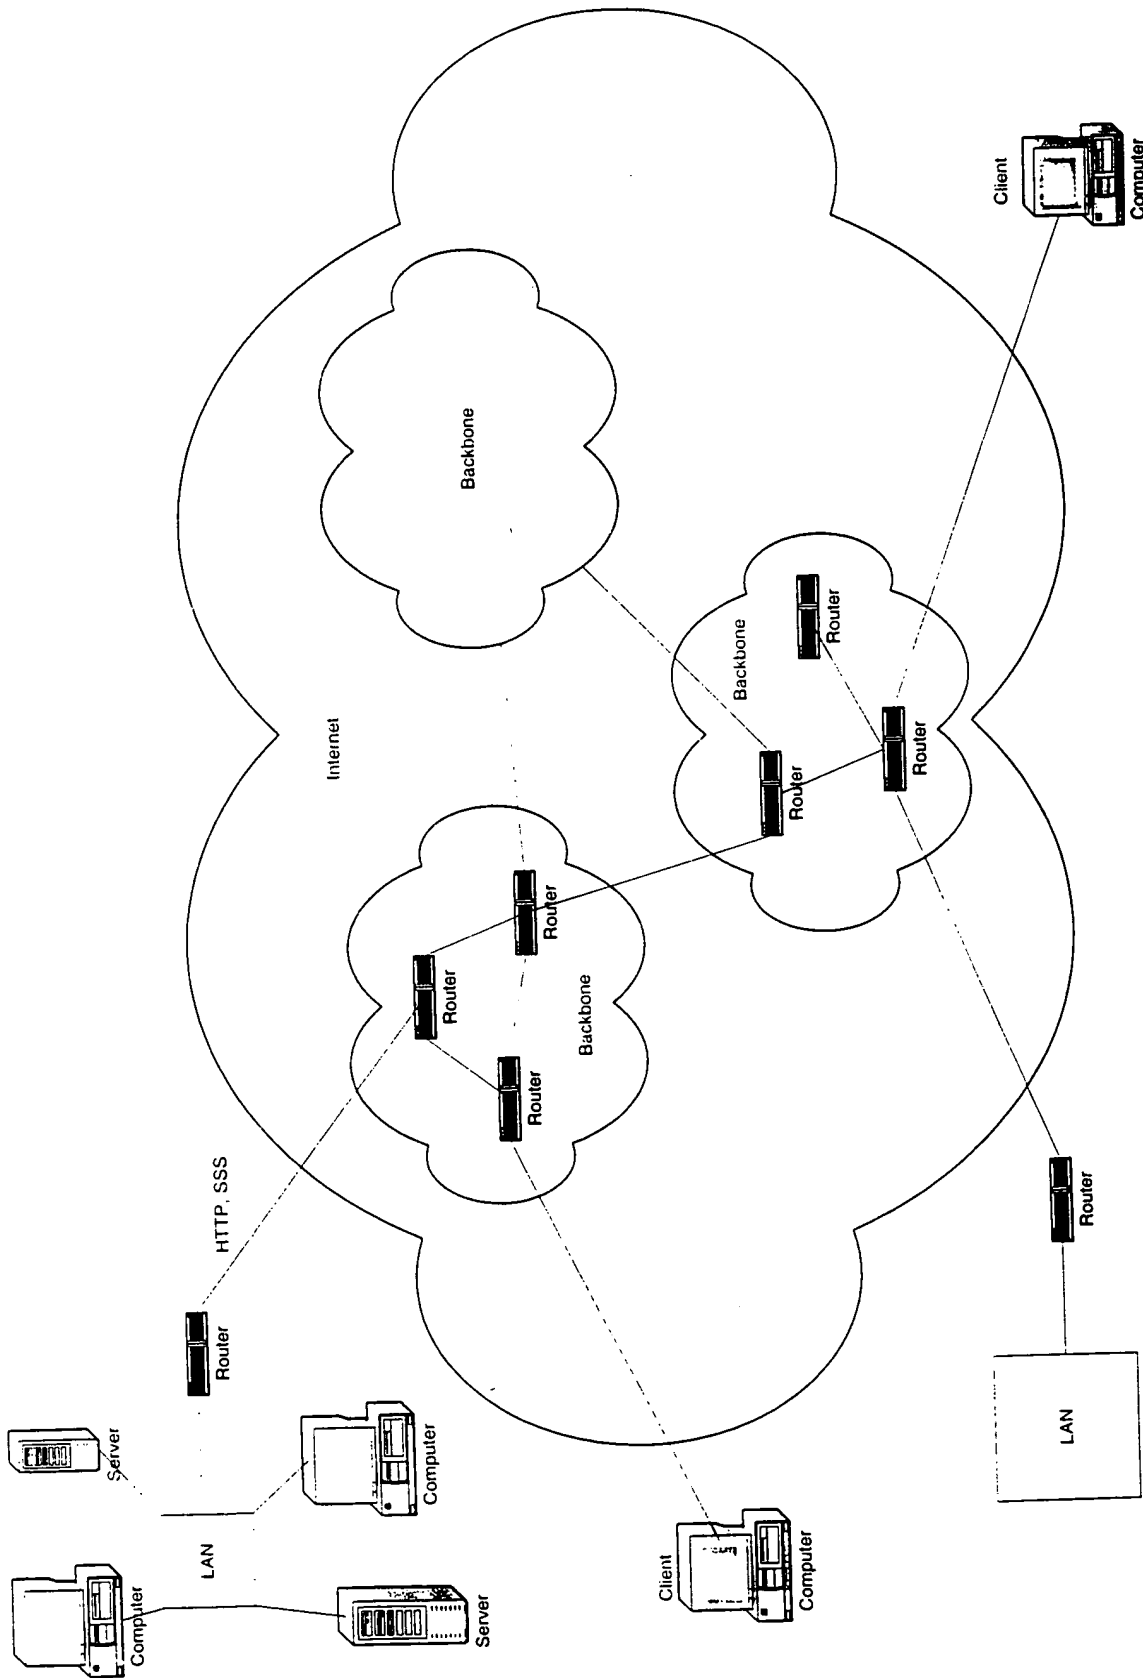 Server
Computer
LAN
Router
HTTP, SSS
Internet
Computer
Router
Backbone
Server
Router
Router
Backbone
Client
Backbone
Router
Computer
Router
Router
Client
LAN
Router
Computer